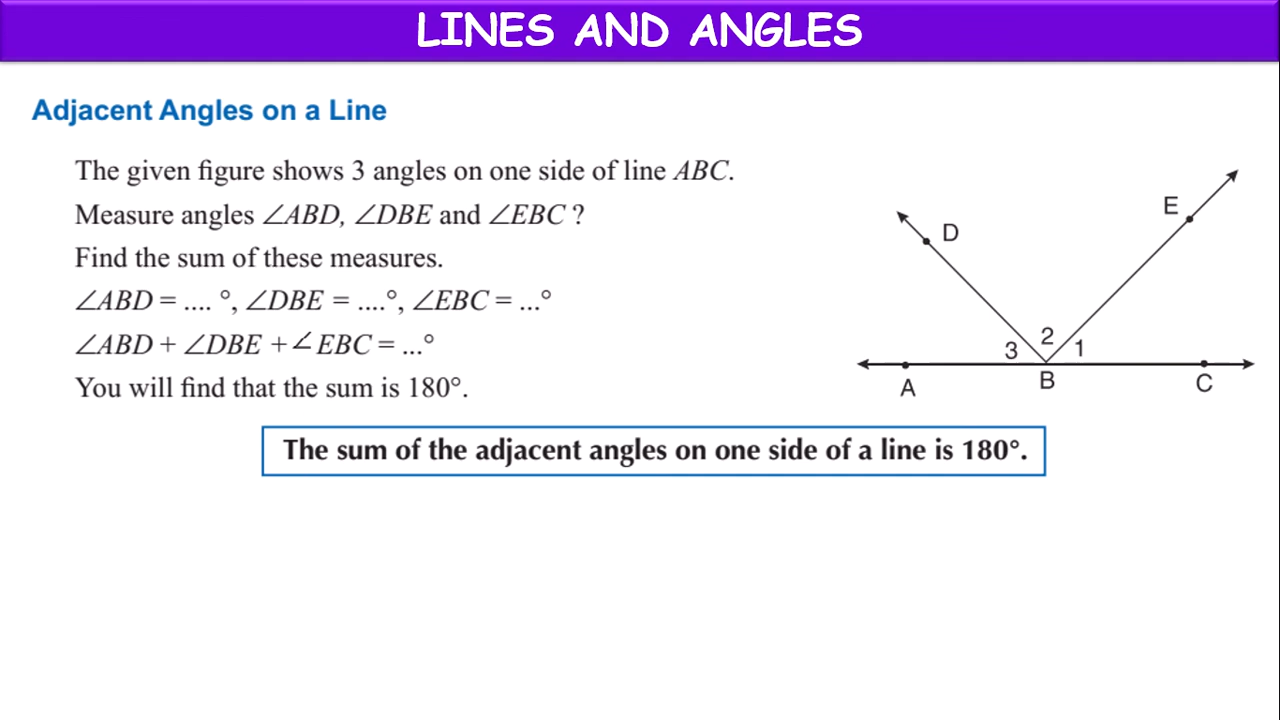 LINES AND ANGLES
Adjacent Angles on a Line
The given figure shows 3 angles on one side of line ABC.
Measure angles ∠ABD, ∠DBE and ∠EBC ?
Find the sum of these measures.
∠ABD = .... °, ∠DBE = ....°, ∠EBC = ...°
∠ABD + ∠DBE + ∠EBC = ...°
You will find that the sum is 180°.
The sum of the adjacent angles on one side of a line is 180°.
E
D
2
3
1
A
B
C